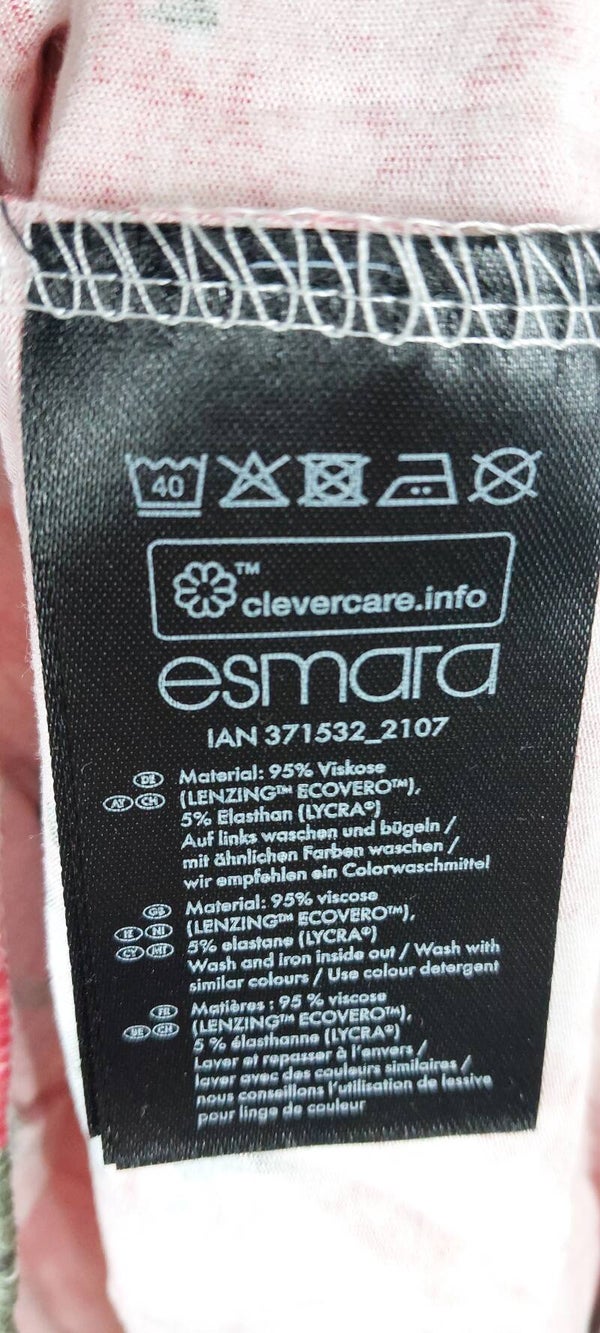 40
™
clevercare.info
esmara
IAN 371532_2107
DE AT CH
Material: 95% Viskose
(LENZING™ ECOVERO™),
5% Elasthan (LYCRA®)
Auf links waschen und bügeln /
mit ähnlichen Farben waschen /
wir empfehlen ein Colorwaschmittel
GB IE NI CY MT
Material: 95% viscose
(LENZING™ ECOVERO™),
5% elastane (LYCRA®)
Wash and iron inside out / Wash with
similar colours / Use colour detergent
FR BE CH
Matières : 95 % viscose
(LENZING™ ECOVERO™),
5 % élasthanne (LYCRA®)
Laver et repasser à l'envers /
laver avec des couleurs similaires /
nous conseillons l'utilisation de lessive
pour linge de couleur